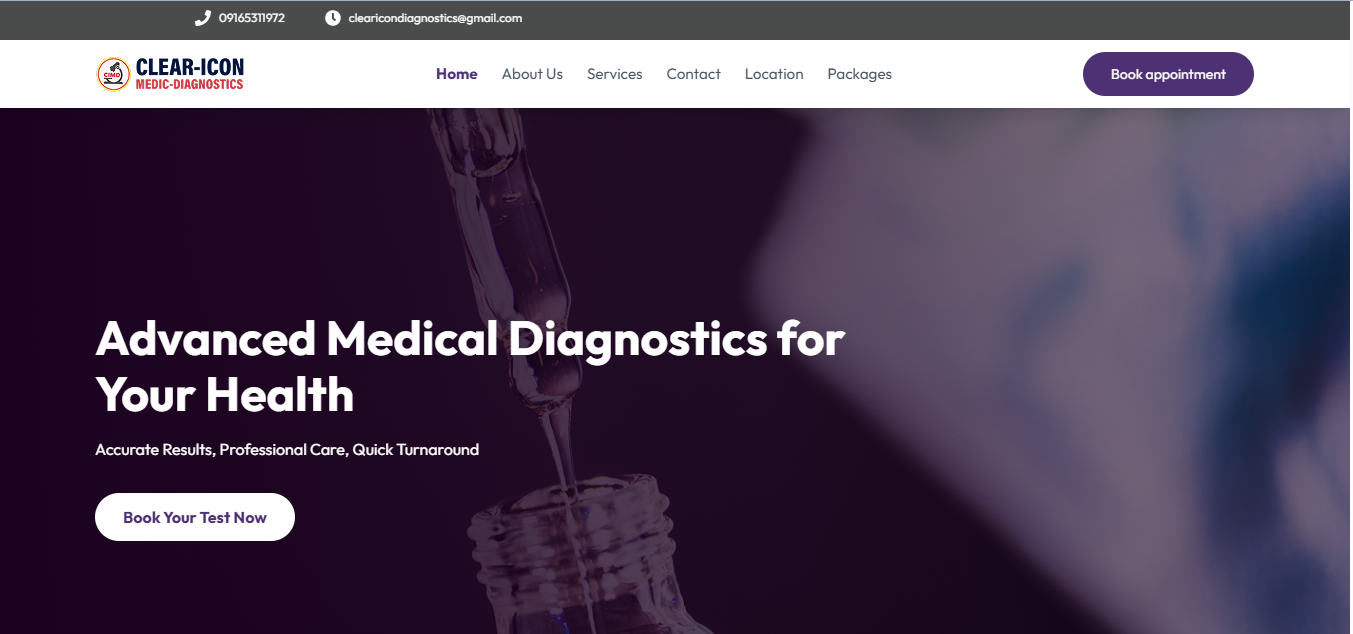 09165311972
clearicondiagnostics@gmail.com
CIMD
CLEAR-ICON
MEDIC-DIAGNOSTICS
Home
About Us
Services
Contact
Location
Packages
Book appointment
Advanced Medical Diagnostics for
Your Health
Accurate Results, Professional Care, Quick Turnaround
Book Your Test Now